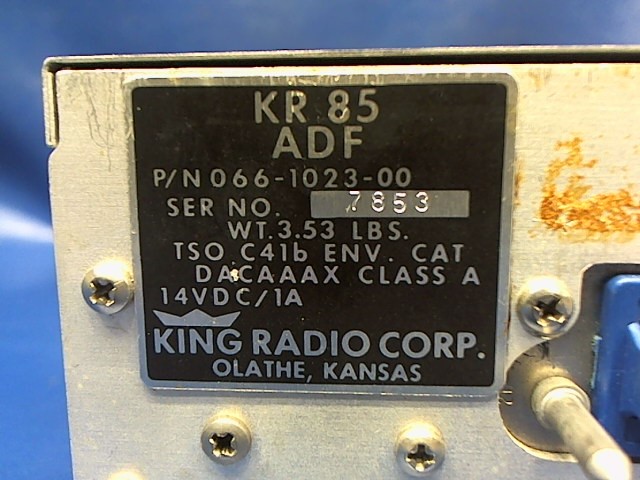 KR 85
ADF
P/N 066-1023-00
SER NO. 7853
WT. 3.53 LBS.
TSO C41b ENV. CAT
DACAAAX CLASS A
14VDC/1A
KING RADIO CORP.
OLATHE, KANSAS